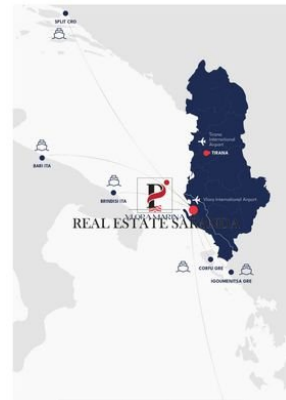 SPLIT CRO
Tirana
International
Airport
TIRANA
BARI ITA
BRINDISI ITA
Vlora International Airport
VLORA MARINA
REAL ESTATE
CORFU GRE
IGOUMENITSA GRE